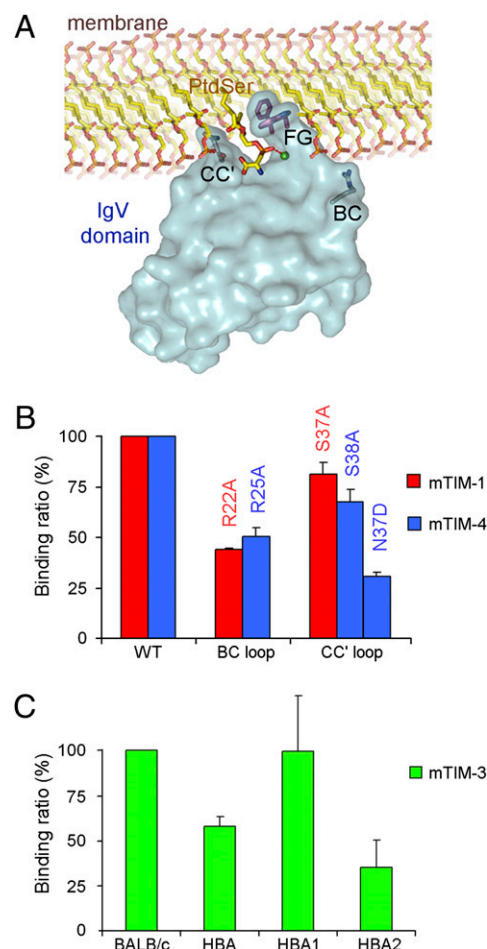 A
membrane
PtdSer
FG
CC'
BC
IgV
domain
B
Binding ratio (%)
100
75
50
25
0
R22A
R25A
S37A
S38A
N37D
mTIM-1
mTIM-4
WT
BC loop
CC' loop
C
Binding ratio (%)
100
75
50
25
0
mTIM-3
BALB/c
HBA
HBA1
HBA2